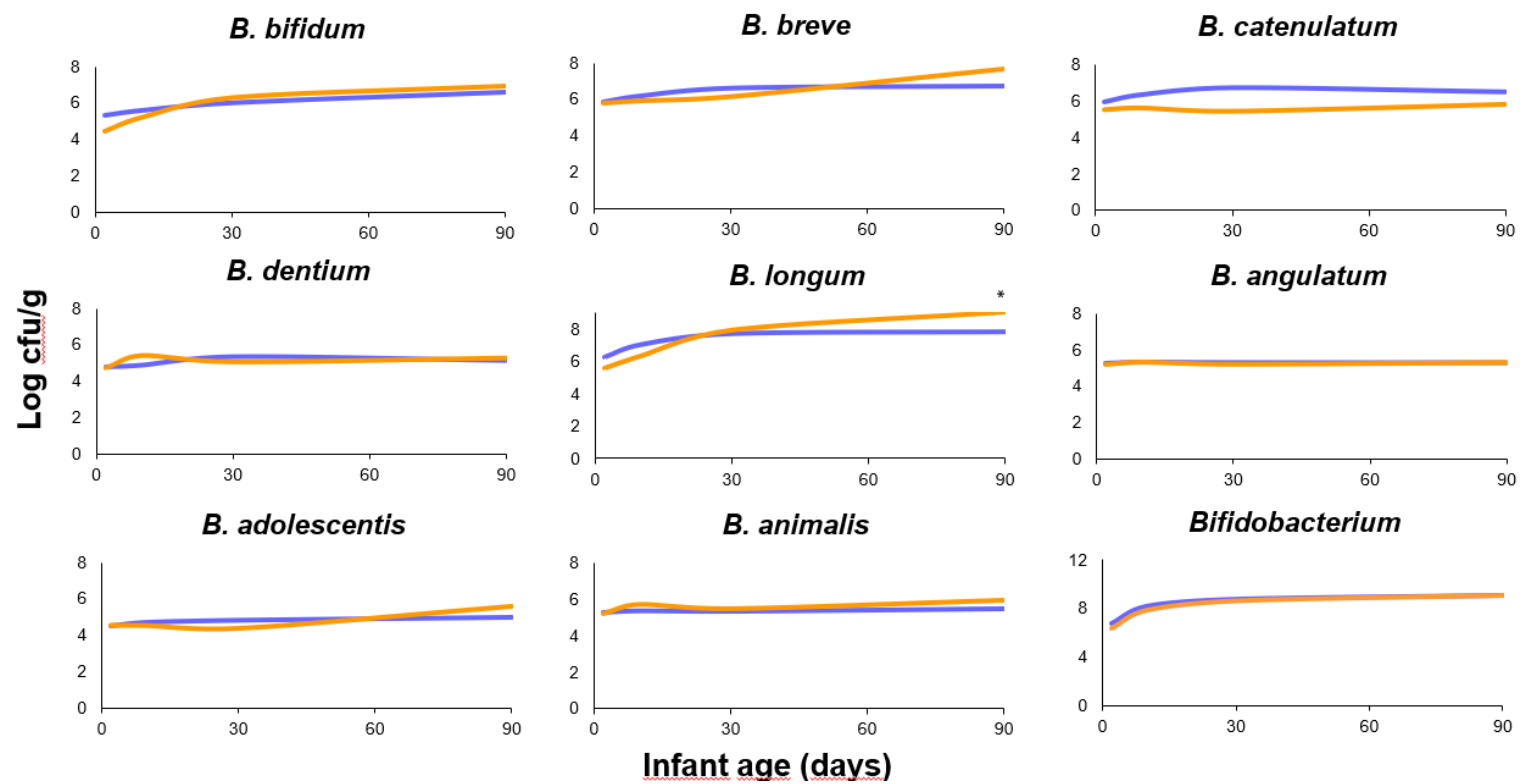 B. bifidum
8
6
4
2
0
0 30 60 90
B. breve
8
6
4
2
0
0 30 60 90
B. catenulatum
8
6
4
2
0
0 30 60 90
Log cfu/g
B. dentium
8
6
4
2
0
0 30 60 90
B. longum
*
8
6
4
2
0
0 30 60 90
B. angulatum
8
6
4
2
0
0 30 60 90
B. adolescentis
8
6
4
2
0
0 30 60 90
B. animalis
8
6
4
2
0
0 30 60 90
Bifidobacterium
12
8
4
0
0 30 60 90
Infant age (days)